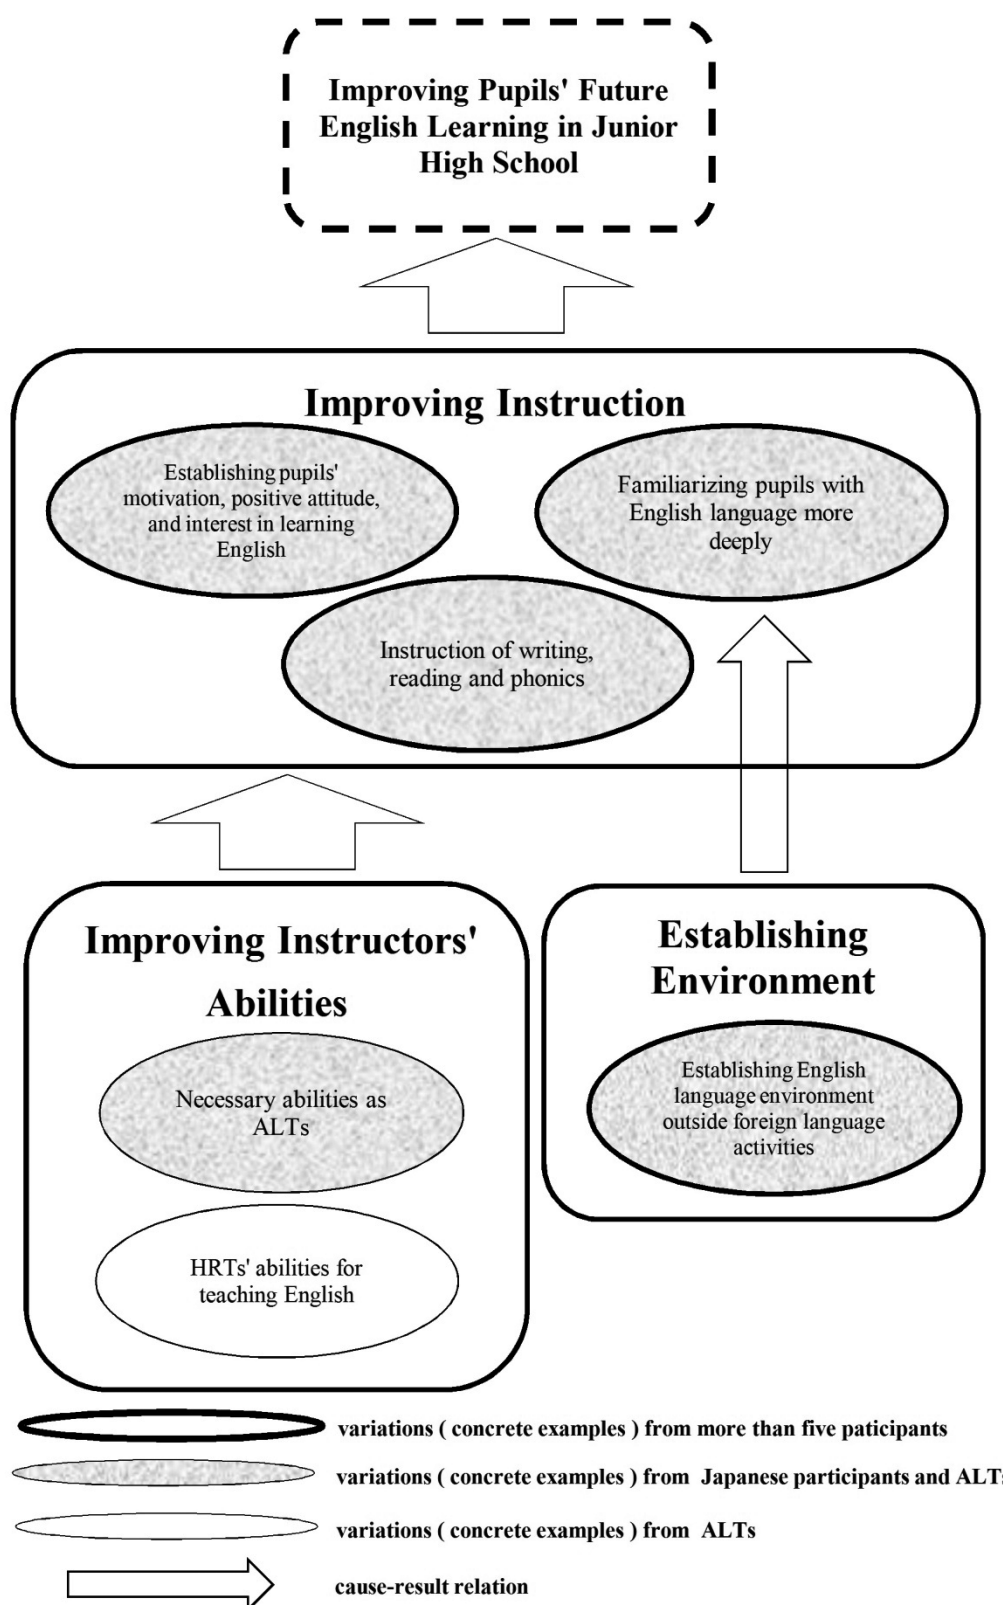 Improving Pupils' Future
English Learning in Junior
High School
Improving Instruction
Establishing pupils'
motivation, positive attitude,
and interest in learning
English
Familiarizing pupils with
English language more
deeply
Instruction of writing,
reading and phonics
Improving Instructors'
Abilities
Necessary abilities as
ALTs
HRTs' abilities for
teaching English
Establishing
Environment
Establishing English
language environment
outside foreign language
activities
variations ( concrete examples ) from more than five paticipants
variations ( concrete examples ) from Japanese participants and ALTs
variations ( concrete examples ) from ALTs
cause-result relation